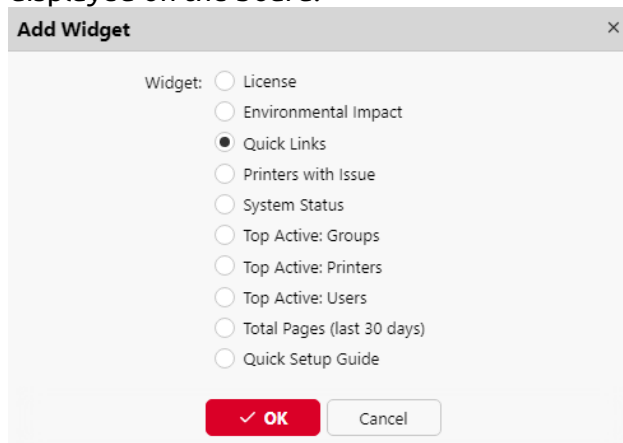 Add Widget ×
Widget: License
Environmental Impact
Quick Links
Printers with Issue
System Status
Top Active: Groups
Top Active: Printers
Top Active: Users
Total Pages (last 30 days)
Quick Setup Guide
✓ OK Cancel